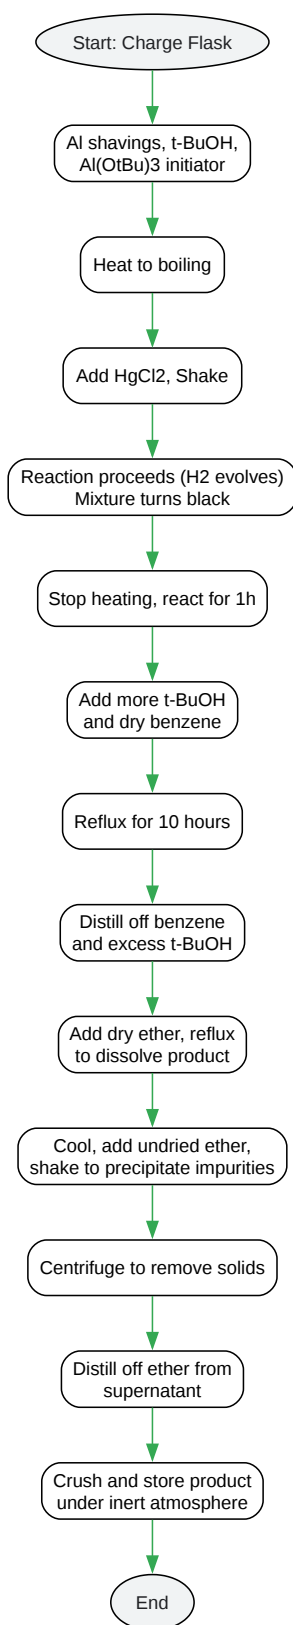 Start: Charge Flask
Al shavings, t-BuOH,
Al(OtBu)3 initiator
Heat to boiling
Add HgCl2, Shake
Reaction proceeds (H2 evolves)
Mixture turns black
Stop heating, react for 1h
Add more t-BuOH
and dry benzene
Reflux for 10 hours
Distill off benzene
and excess t-BuOH
Add dry ether, reflux
to dissolve product
Cool, add undried ether,
shake to precipitate impurities
Centrifuge to remove solids
Distill off ether from
supernatant
Crush and store product
under inert atmosphere
End